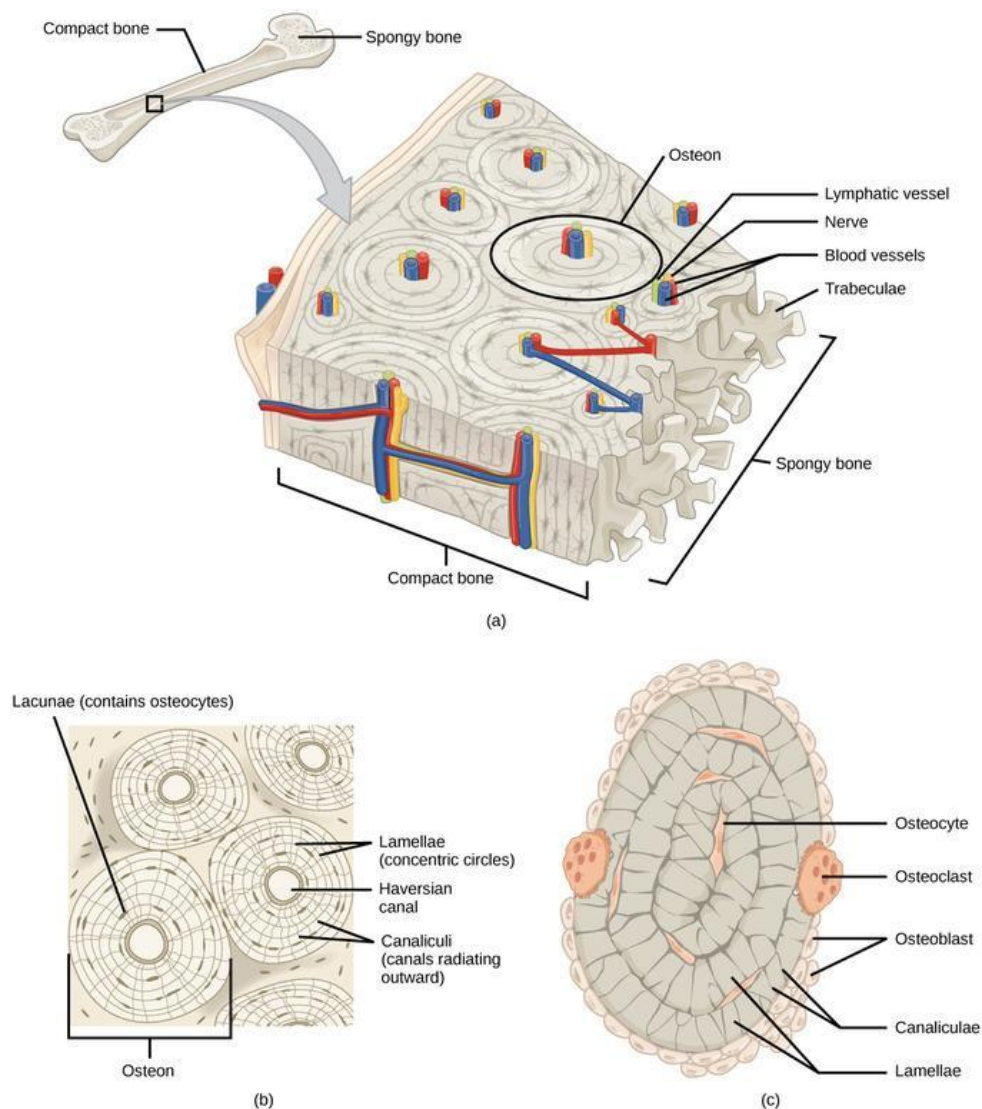 Compact bone
Spongy bone
Osteon
Lymphatic vessel
Nerve
Blood vessels
Trabeculae
Spongy bone
Compact bone
(a)
Lacunae (contains osteocytes)
Lamellae
(concentric circles)
Haversian
canal
Canaliculi
(canals radiating
outward)
Osteon
(b)
Osteocyte
Osteoclast
Osteoblast
Canaliculae
Lamellae
(c)